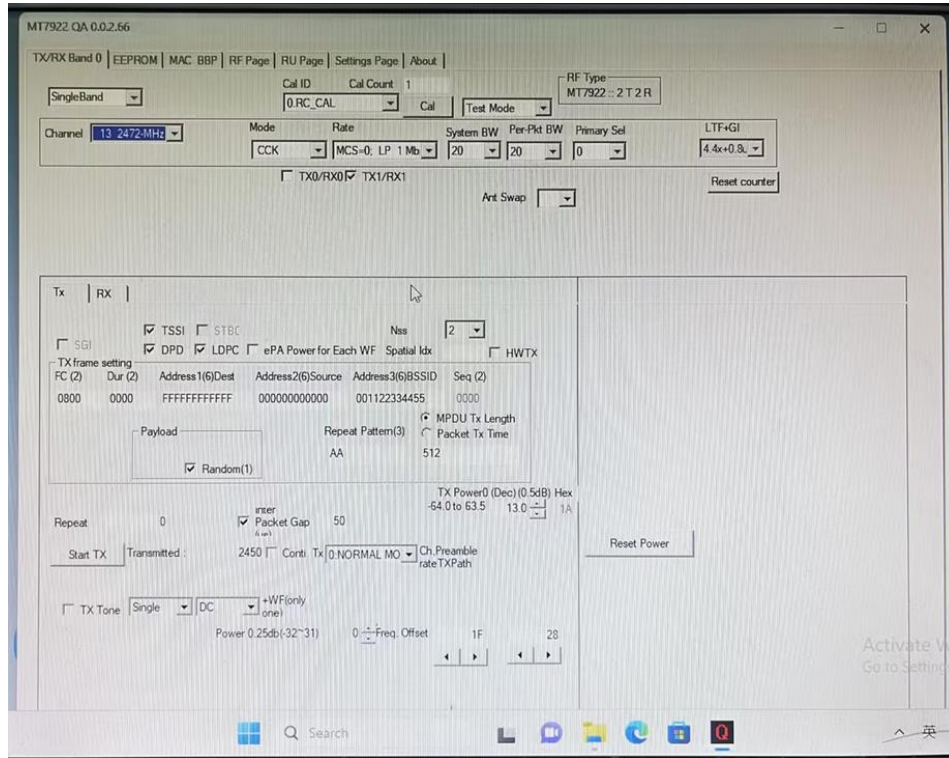 MT7922 QA 0.0.2.66
TX/RX Band 0 EEPROM MAC BBP RF Page RU Page Settings Page About
Cal ID Cal Count 1 RF Type
SingleBand 0.RC_CAL Cal Test Mode MT7922 :: 2 T 2 R
Channel 13 2472-MHz Mode Rate System BW Per-Pkt BW Primary Sel LTF+GI
CCK MCS=0; LP 1 Mb 20 20 0 4.4x+0.8u
TX0/RX0 TX1/RX1 Reset counter
Ant Swap
Tx RX
TSSI STBC Nss 2
SGI DPD LDPC ePA Power for Each WF Spatial Idx HWTX
TX frame setting
FC (2) Dur (2) Address1(6)Dest Address2(6)Source Address3(6)BSSID Seq (2)
0800 0000 FFFFFFFFFFFF 000000000000 001122334455 0000
MPDU Tx Length
Payload Repeat Pattern(3) Packet Tx Time
AA 512
Random(1)
TX Power0 (Dec) (0.5dB) Hex
-64.0 to 63.5 13.0 1A
Repeat 0 Inter Packet Gap 50
Reset Power
Start TX Transmitted : 2450 Conti. Tx 0:NORMAL MO Ch,Preamble
rate TXPath
TX Tone Single DC +WF(only
one)
Power 0.25db(-32~31) 0 Freq. Offset 1F 28
Activate W
Go to Setting
Search 英